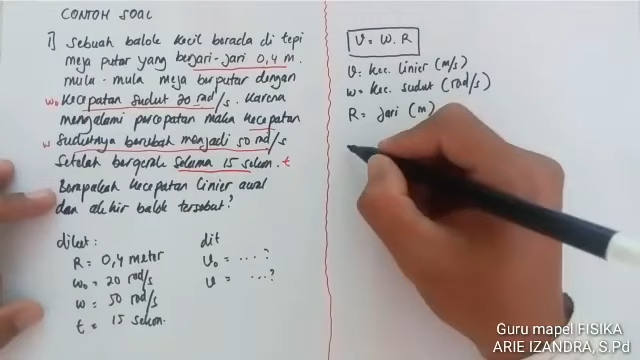 CONTOH SOAL
1] Sebuah balok kecil berada di tepi
meja putar yang berjari-jari 0,4 m.
mula-mula meja berputar dengan
ω₀ kecepatan sudut 20 rad/s. Karena
mengalami percepatan maka kecepatan
ω sudutnya berubah menjadi 50 rad/s
setelah bergerak selama 15 sekon. t
Berapakah kecepatan linier awal
dan akhir balok tersebut?
diket:
R = 0,4 meter
ω₀ = 20 rad/s
ω = 50 rad/s
t = 15 sekon.
dit
v₀ = ....?
v = ....?
v = ω. R
v: kec. linier (m/s)
ω = kec. sudut (rad/s)
R = jari (m)
Guru mapel FISIKA
ARIE IZANDRA, S.Pd